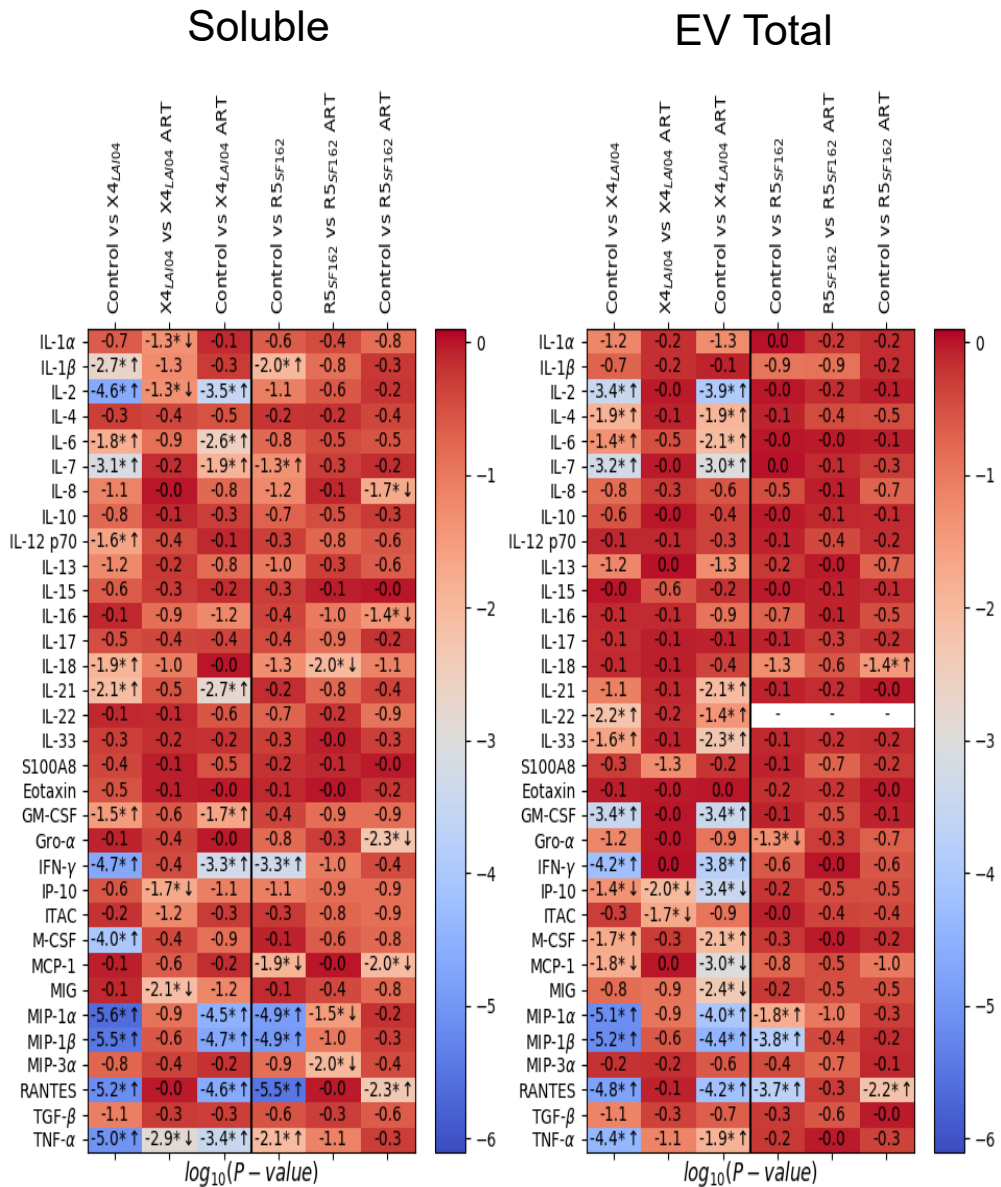 Soluble
EV Total
Control vs X4LAI04
X4LAI04 vs X4LAI04 ART
Control vs X4LAI04 ART
Control vs R5SF162
R5SF162 vs R5SF162 ART
Control vs R5SF162 ART
Control vs X4LAI04
X4LAI04 vs X4LAI04 ART
Control vs X4LAI04 ART
Control vs R5SF162
R5SF162 vs R5SF162 ART
Control vs R5SF162 ART
IL-1α -0.7 -1.3*↓ -0.1 -0.6 -0.4 -0.8
IL-1β -2.7*↑ -1.3 -0.3 -2.0*↑ -0.8 -0.3
IL-2 -4.6*↑ -1.3*↓ -3.5*↑ -1.1 -0.6 -0.2
IL-4 -0.3 -0.4 -0.5 -0.2 -0.2 -0.4
IL-6 -1.8*↑ -0.9 -2.6*↑ -0.8 -0.5 -0.5
IL-7 -3.1*↑ -0.2 -1.9*↑ -1.3*↑ -0.3 -0.2
IL-8 -1.1 -0.0 -0.8 -1.2 -0.1 -1.7*↓
IL-10 -0.8 -0.1 -0.3 -0.7 -0.5 -0.3
IL-12 p70 -1.6*↑ -0.4 -0.1 -0.3 -0.8 -0.6
IL-13 -1.2 -0.2 -0.8 -1.0 -0.3 -0.6
IL-15 -0.6 -0.3 -0.2 -0.5 -0.1 -0.0
IL-16 -0.1 -0.9 -1.2 -0.4 -1.0 -1.4*↓
IL-17 -0.5 -0.4 -0.4 -0.4 -0.9 -0.2
IL-18 -1.9*↑ -1.0 -0.0 -1.3 -2.0*↓ -1.1
IL-21 -2.1*↑ -0.5 -2.7*↑ -0.2 -0.8 -0.4
IL-22 -0.1 -0.1 -0.6 -0.7 -0.2 -0.9
IL-33 -0.3 -0.2 -0.2 -0.3 -0.0 -0.3
S100A8 -0.4 -0.1 -0.5 -0.2 -0.1 -0.0
Eotaxin -0.5 -0.1 -0.0 -0.1 -0.0 -0.2
GM-CSF -1.5*↑ -0.6 -1.7*↑ -0.4 -0.9 -0.9
Gro-α -0.1 -0.4 -0.0 -0.8 -0.3 -2.3*↓
IFN-γ -4.7*↑ -0.4 -3.3*↑ -3.3*↑ -1.0 -0.4
IP-10 -0.6 -1.7*↓ -1.1 -1.1 -0.9 -0.9
ITAC -0.2 -1.2 -0.3 -0.3 -0.8 -0.9
M-CSF -4.0*↑ -0.4 -0.9 -0.1 -0.6 -0.8
MCP-1 -0.1 -0.6 -0.2 -1.9*↓ -0.0 -2.0*↓
MIG -0.1 -2.1*↓ -1.2 -0.1 -0.4 -0.8
MIP-1α -5.6*↑ -0.9 -4.5*↑ -4.9*↑ -1.5*↓ -0.2
MIP-1β -5.5*↑ -0.6 -4.7*↑ -4.9*↑ -1.0 -0.3
MIP-3α -0.8 -0.4 -0.2 -0.9 -2.0*↓ -0.4
RANTES -5.2*↑ -0.0 -4.6*↑ -5.5*↑ -0.0 -2.3*↑
TGF-β -1.1 -0.3 -0.3 -0.6 -0.3 -0.6
TNF-α -5.0*↑ -2.9*↓ -3.4*↑ -2.1*↑ -1.1 -0.3
log10(P − value)
0
−1
−2
−3
−4
−5
−6
IL-1α -1.2 -0.2 -1.3 0.0 -0.2 -0.2
IL-1β -0.7 -0.2 -0.1 -0.9 -0.9 -0.2
IL-2 -3.4*↑ -0.0 -3.9*↑ -0.0 -0.2 -0.1
IL-4 -1.9*↑ -0.1 -1.9*↑ -0.1 -0.4 -0.5
IL-6 -1.4*↑ -0.5 -2.1*↑ -0.0 -0.0 -0.1
IL-7 -3.2*↑ -0.0 -3.0*↑ 0.0 -0.1 -0.3
IL-8 -0.8 -0.3 -0.6 -0.5 -0.1 -0.7
IL-10 -0.6 -0.0 -0.4 -0.0 -0.1 -0.1
IL-12 p70 -0.1 -0.1 -0.3 -0.1 -0.4 -0.2
IL-13 -1.2 0.0 -1.3 -0.2 -0.0 -0.7
IL-15 -0.0 -0.6 -0.2 -0.0 -0.1 -0.1
IL-16 -0.1 -0.1 -0.9 -0.7 -0.1 -0.5
IL-17 -0.1 -0.1 -0.1 -0.1 -0.3 -0.2
IL-18 -0.1 -0.1 -0.4 -1.3 -0.6 -1.4*↑
IL-21 -1.1 -0.1 -2.1*↑ -0.1 -0.2 -0.0
IL-22 -2.2*↑ -0.2 -1.4*↑ - - -
IL-33 -1.6*↑ -0.1 -2.3*↑ -0.1 -0.2 -0.2
S100A8 -0.3 -1.3 -0.2 -0.1 -0.7 -0.2
Eotaxin -0.1 -0.0 0.0 -0.1 -0.2 -0.0
GM-CSF -3.4*↑ -0.0 -3.4*↑ -0.1 -0.5 -0.1
Gro-α -1.2 -0.0 -0.9 -1.3*↓ -0.3 -0.7
IFN-γ -4.2*↑ 0.0 -3.8*↑ -0.6 -0.0 -0.6
IP-10 -1.4*↓ -2.0*↓ -3.4*↓ -0.2 -0.5 -0.5
ITAC -0.3 -1.7*↓ -0.9 -0.0 -0.4 -0.4
M-CSF -1.7*↑ -0.3 -2.1*↑ -0.3 -0.0 -0.2
MCP-1 -1.8*↓ 0.0 -3.0*↓ -0.8 -0.5 -1.0
MIG -0.8 -0.9 -2.4*↓ -0.2 -0.5 -0.5
MIP-1α -5.1*↑ -0.9 -4.0*↑ -1.8*↑ -1.0 -0.3
MIP-1β -5.2*↑ -0.6 -4.4*↑ -3.8*↑ -0.4 -0.2
MIP-3α -0.2 -0.2 -0.6 -0.4 -0.7 -0.1
RANTES -4.8*↑ -0.1 -4.2*↑ -3.7*↑ -0.3 -2.2*↑
TGF-β -1.1 -0.3 -0.7 -0.3 -0.6 -0.0
TNF-α -4.4*↑ -1.1 -1.9*↑ -0.2 -0.0 -0.3
log10(P − value)
0
−1
−2
−3
−4
−5
−6